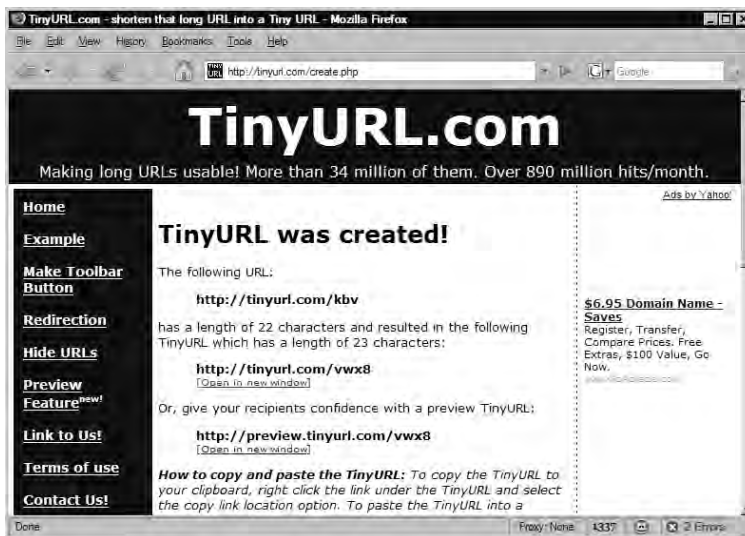 TinyURL.com - shorten that long URL into a Tiny URL - Mozilla Firefox
File Edit View History Bookmarks Tools Help
TINY URL http://tinyurl.com/create.php G Google
TinyURL.com
Making long URLs usable! More than 34 million of them. Over 890 million hits/month.
Home
Example
Make Toolbar
Button
Redirection
Hide URLs
Preview
Feature new!
Link to Us!
Terms of use
Contact Us!
TinyURL was created!
The following URL:
http://tinyurl.com/kbv
has a length of 22 characters and resulted in the following
TinyURL which has a length of 23 characters:
http://tinyurl.com/vwx8
[Open in new window]
Or, give your recipients confidence with a preview TinyURL:
http://preview.tinyurl.com/vwx8
[Open in new window]
How to copy and paste the TinyURL: To copy the TinyURL to
your clipboard, right click the link under the TinyURL and select
the copy link location option. To paste the TinyURL into a
Ads by Yahoo!
$6.95 Domain Name -
Saves
Register, Transfer,
Compare Prices. Free
Extras, $100 Value, Go
Now.
Done Proxy: None 1337 2 Errors